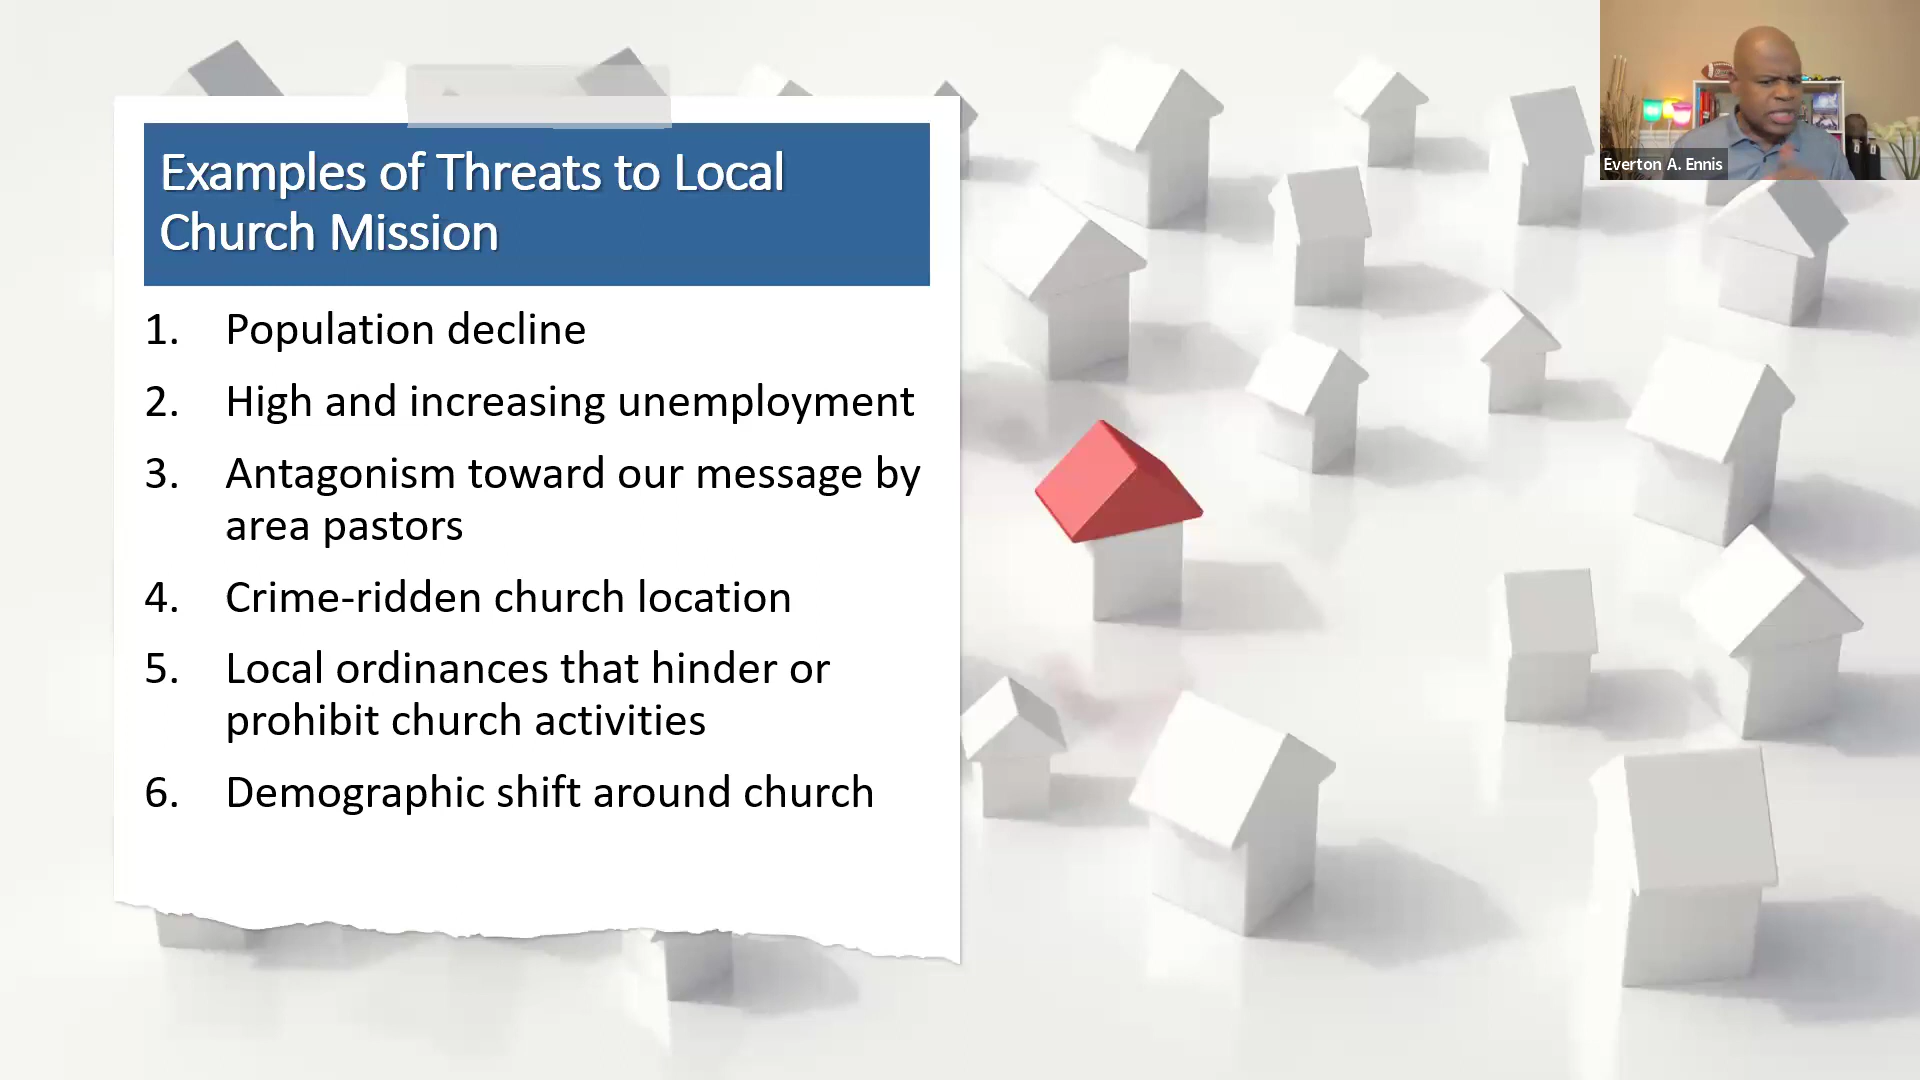 Examples of Threats to Local
Church Mission
1. Population decline
2. High and increasing unemployment
3. Antagonism toward our message by
area pastors
4. Crime-ridden church location
5. Local ordinances that hinder or
prohibit church activities
6. Demographic shift around church
Everton A. Ennis